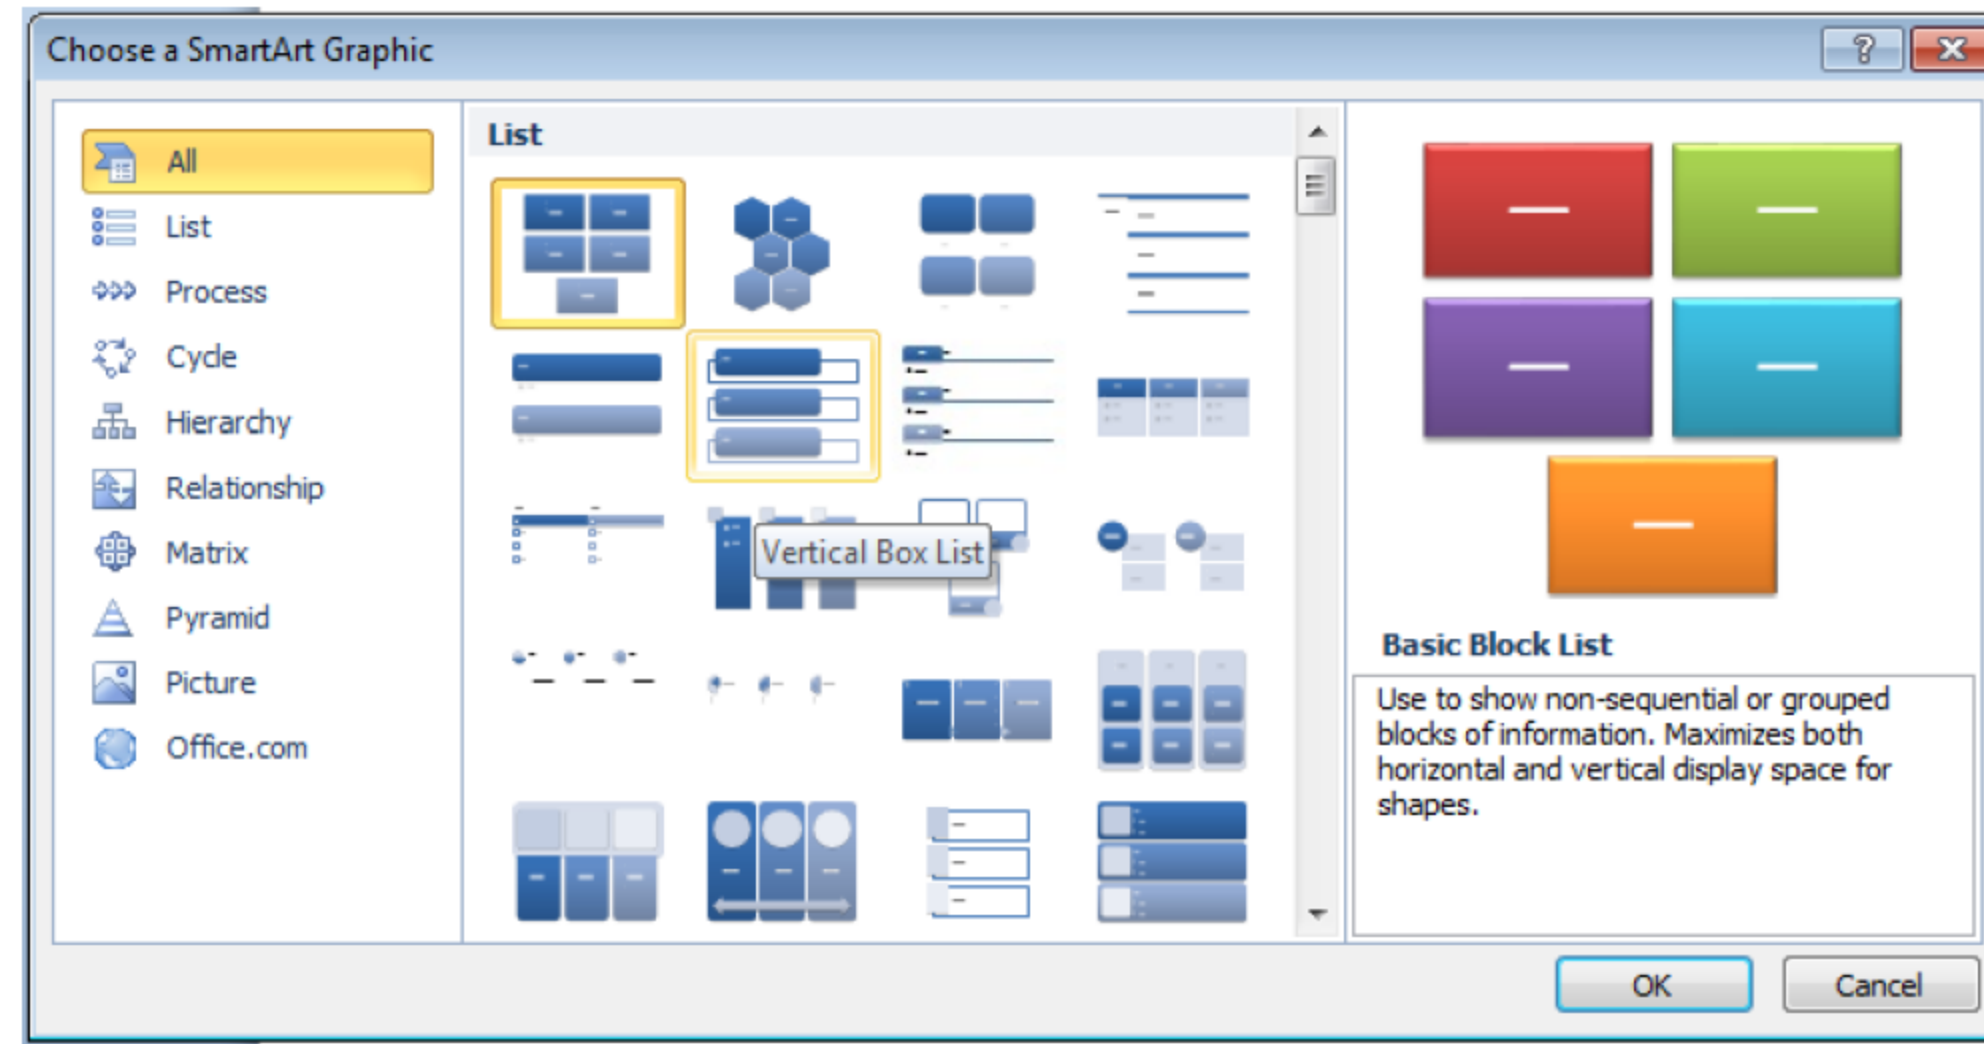 Choose a SmartArt Graphic
All
List
Process
Cycle
Hierarchy
Relationship
Matrix
Pyramid
Picture
Office.com
List
Vertical Box List
Basic Block List
Use to show non-sequential or grouped
blocks of information. Maximizes both
horizontal and vertical display space for
shapes.
OK
Cancel